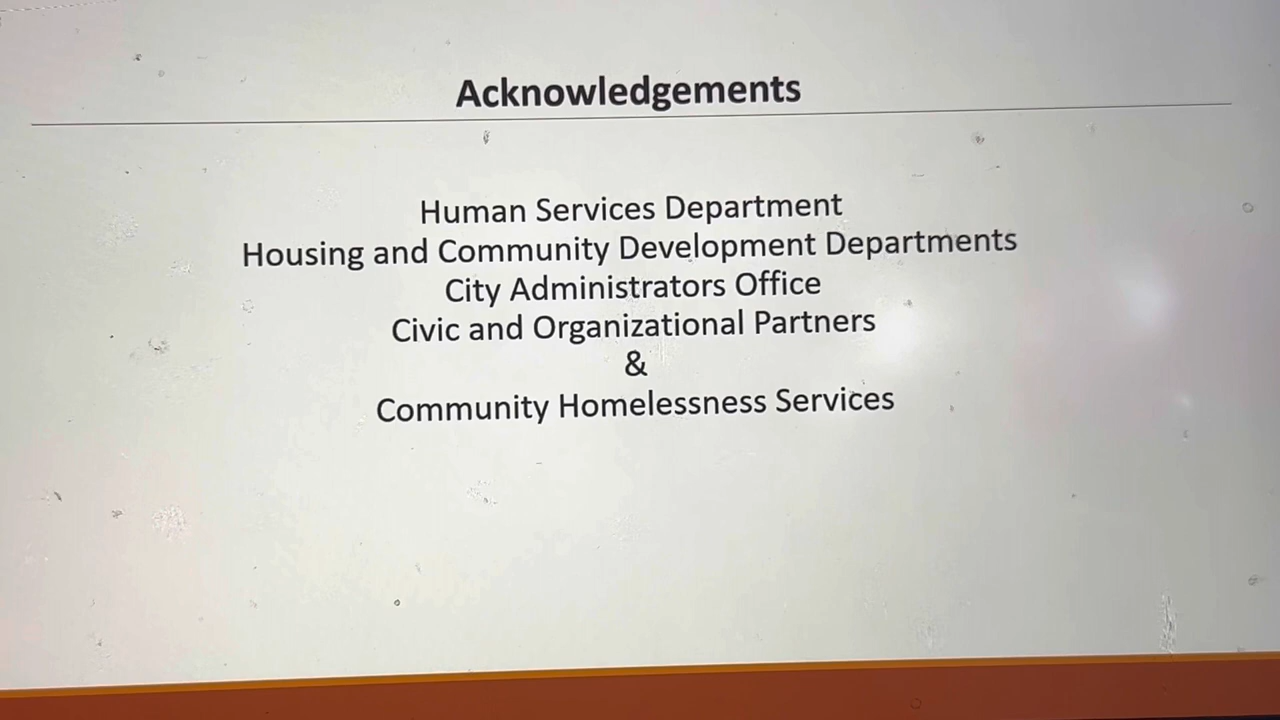 Acknowledgements
Human Services Department
Housing and Community Development Departments
City Administrators Office
Civic and Organizational Partners
&
Community Homelessness Services